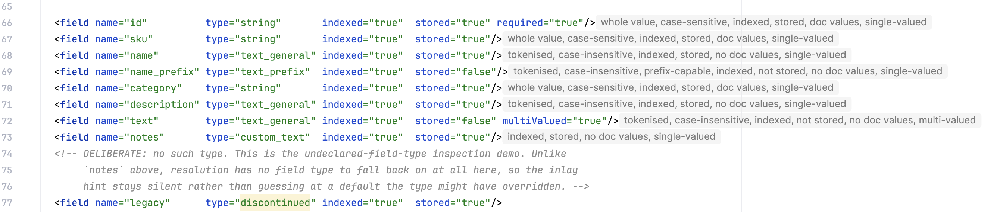 65
66 <field name="id" type="string" indexed="true" stored="true" required="true"/> whole value, case-sensitive, indexed, stored, doc values, single-valued
67 <field name="sku" type="string" indexed="true" stored="true"/> whole value, case-sensitive, indexed, stored, doc values, single-valued
68 <field name="name" type="text_general" indexed="true" stored="true"/> tokenised, case-insensitive, indexed, stored, no doc values, single-valued
69 <field name="name_prefix" type="text_prefix" indexed="true" stored="false"/> tokenised, case-insensitive, prefix-capable, indexed, not stored, no doc values, single-valued
70 <field name="category" type="string" indexed="true" stored="true"/> whole value, case-sensitive, indexed, stored, doc values, single-valued
71 <field name="description" type="text_general" indexed="true" stored="true"/> tokenised, case-insensitive, indexed, stored, no doc values, single-valued
72 <field name="text" type="text_general" indexed="true" stored="false" multiValued="true"/> tokenised, case-insensitive, indexed, not stored, no doc values, multi-valued
73 <field name="notes" type="custom_text" indexed="true" stored="true"/> indexed, stored, no doc values, single-valued
74 <!-- DELIBERATE: no such type. This is the undeclared-field-type inspection demo. Unlike
75 `notes` above, resolution has no field type to fall back on at all here, so the inlay
76 hint stays silent rather than guessing at a default the type might have overridden. -->
77 <field name="legacy" type="discontinued" indexed="true" stored="true"/>